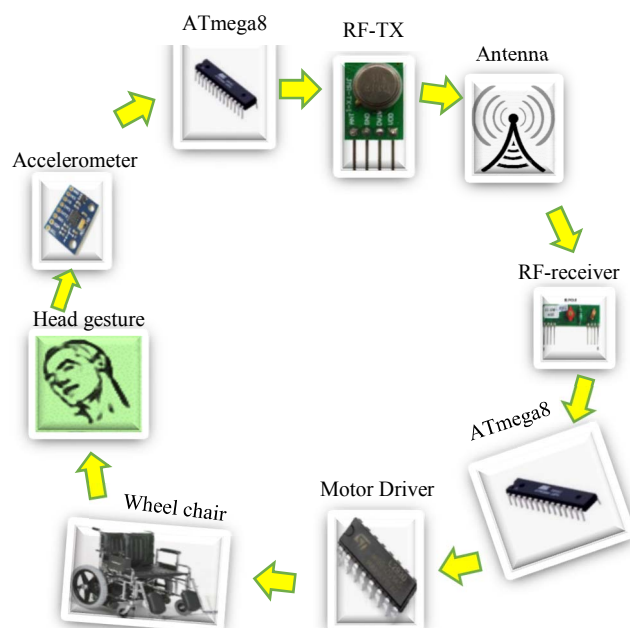 ATmega8
RF-TX
Antenna
Accelerometer
RF-receiver
Head gesture
ATmega8
Motor Driver
Wheel chair